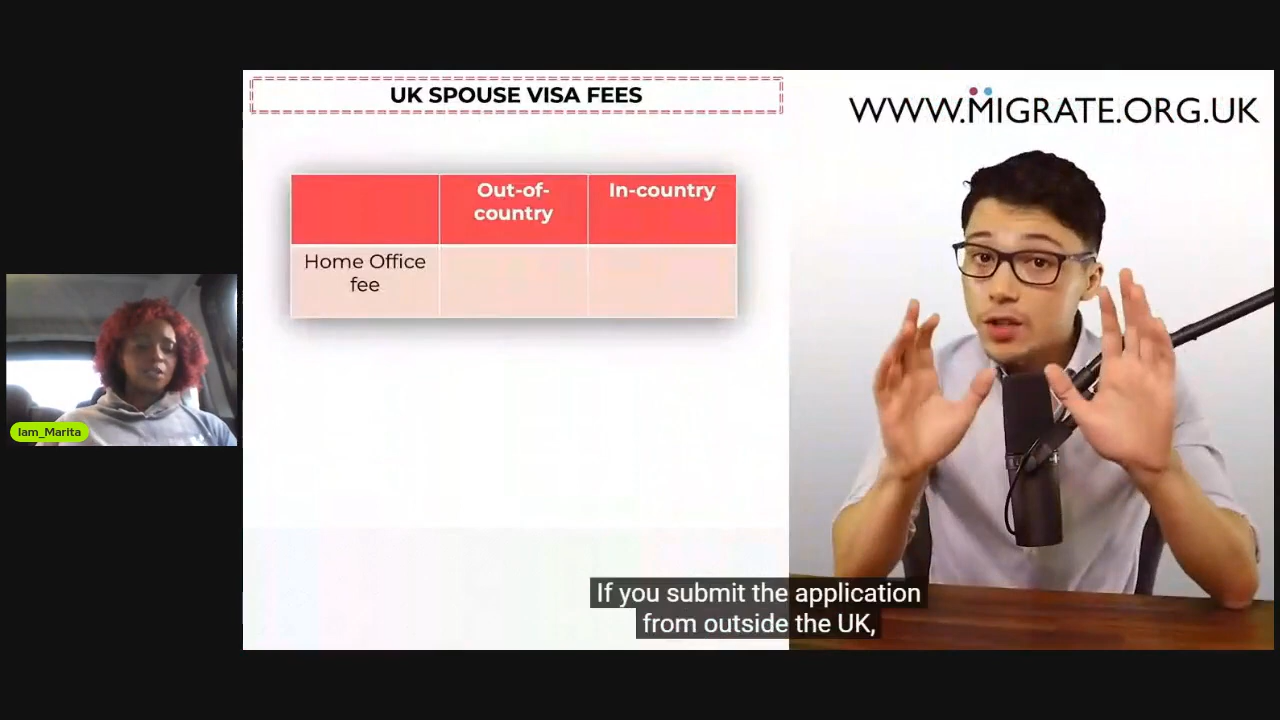 UK SPOUSE VISA FEES
WWW.MIGRATE.ORG.UK
Out-of-
country
In-country
Home Office
fee
Iam_Marita
If you submit the application
from outside the UK,